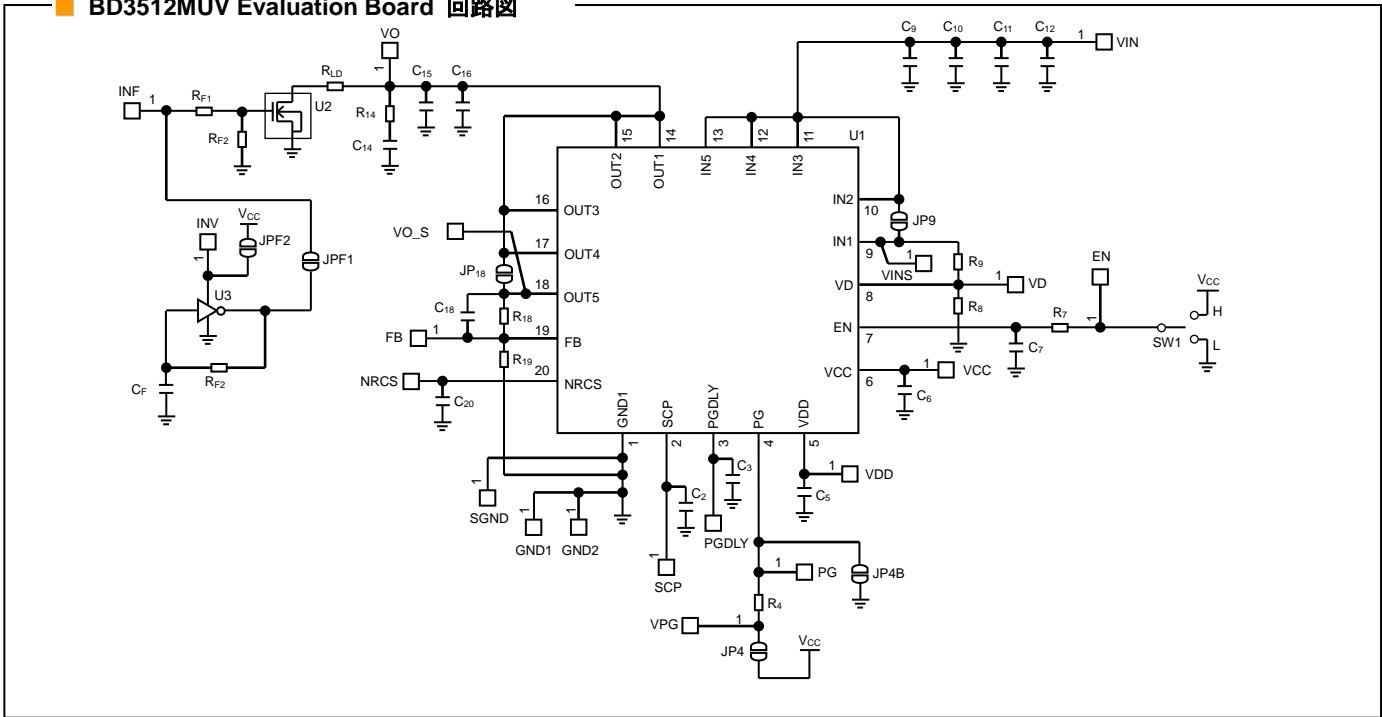 BD3512MUV Evaluation Board 回路図
VO
C9
C10
C11
C12
1
VIN
RLD
C15
C16
INF
1
RF1
U2
1
R14
RF2
C14
15
14
13
12
11
U1
OUT2
OUT1
IN5
IN4
IN3
16
OUT3
IN2
10
JP9
INV
VCC
JPF2
JPF1
VO_S
17
OUT4
IN1
9
1
VINS
R9
EN
1
U3
JP18
18
OUT5
VD
8
1
VD
VCC
H
C18
R18
R8
R7
1
FB
1
19
FB
EN
7
SW1
L
R19
C7
RF2
CF
NRCS
20
NRCS
VCC
6
1
VCC
C20
C6
GND1
SCP
PGDLY
PG
VDD
1
2
3
4
5
1
C3
1
VDD
SGND
1
1
C2
C5
GND1
GND2
PGDLY
1
SCP
1
PG
JP4B
R4
VPG
1
JP4
VCC